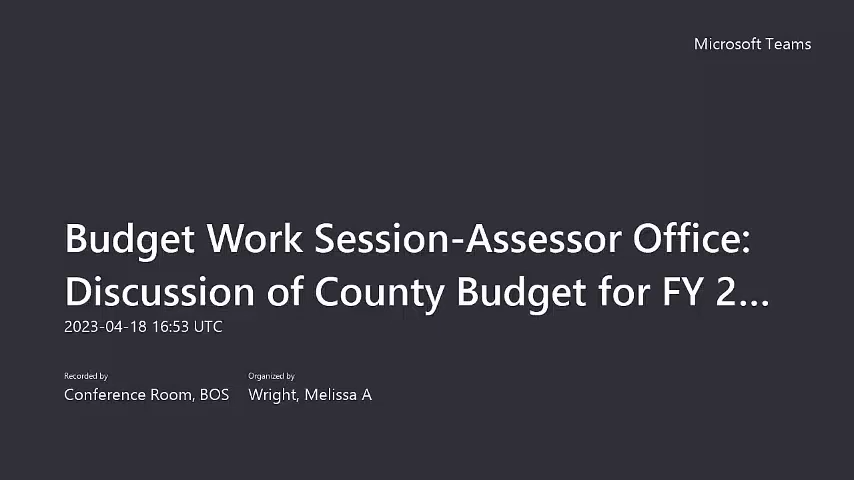 Microsoft Teams
Budget Work Session-Assessor Office:
Discussion of County Budget for FY 2...
2023-04-18 16:53 UTC
Recorded by
Organized by
Conference Room, BOS
Wright, Melissa A